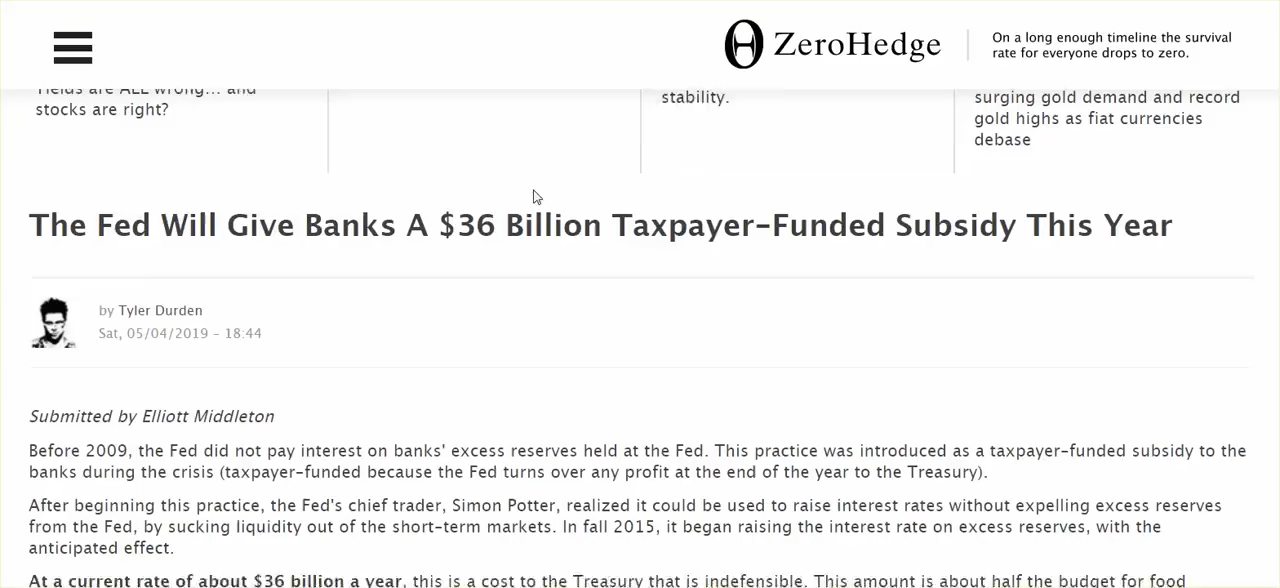 ZeroHedge
On a long enough timeline the survival
rate for everyone drops to zero.
Yields are ALL wrong... and
stocks are right?
stability.
surging gold demand and record
gold highs as fiat currencies
debase
The Fed Will Give Banks A $36 Billion Taxpayer-Funded Subsidy This Year
by Tyler Durden
Sat, 05/04/2019 - 18:44
Submitted by Elliott Middleton
Before 2009, the Fed did not pay interest on banks' excess reserves held at the Fed. This practice was introduced as a taxpayer-funded subsidy to the
banks during the crisis (taxpayer-funded because the Fed turns over any profit at the end of the year to the Treasury).
After beginning this practice, the Fed's chief trader, Simon Potter, realized it could be used to raise interest rates without expelling excess reserves
from the Fed, by sucking liquidity out of the short-term markets. In fall 2015, it began raising the interest rate on excess reserves, with the
anticipated effect.
At a current rate of about $36 billion a year, this is a cost to the Treasury that is indefensible. This amount is about half the budget for food